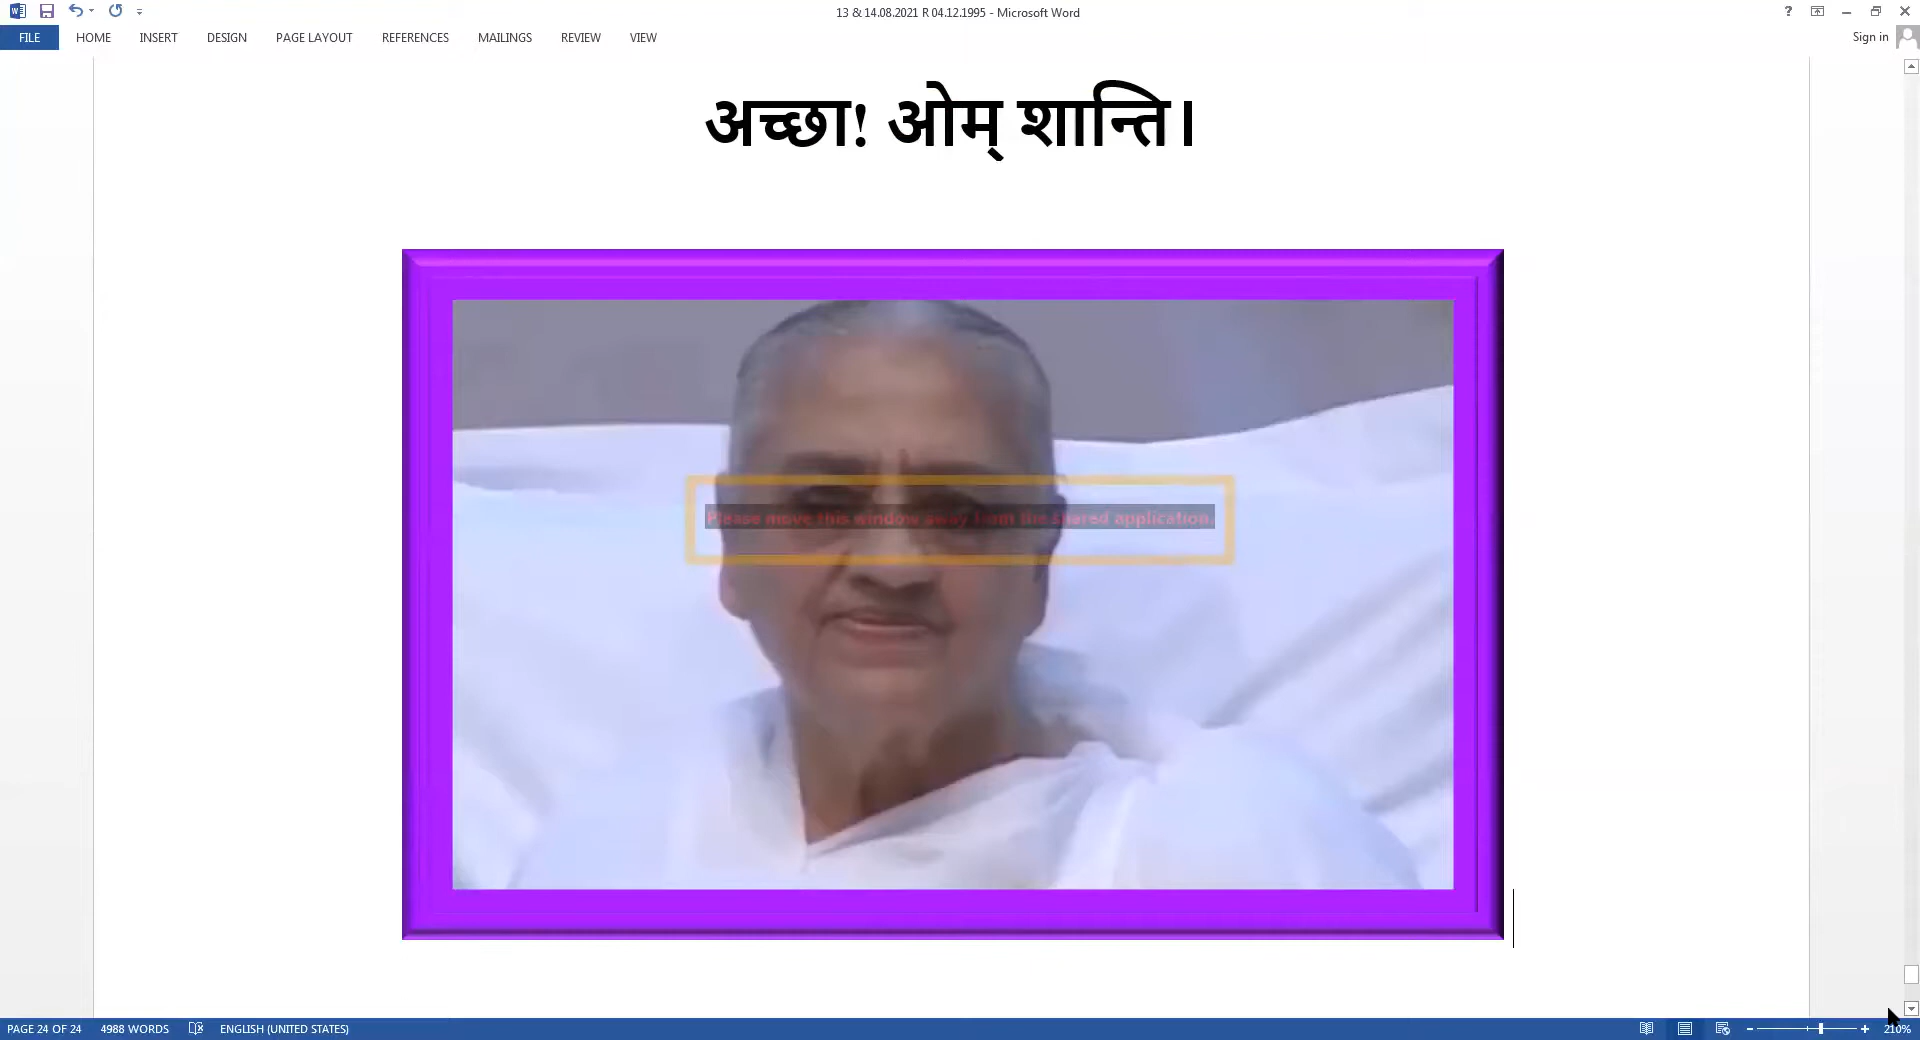 13 & 14.08.2021 R 04.12.1995 - Microsoft Word
?
FILE HOME INSERT DESIGN PAGE LAYOUT REFERENCES MAILINGS REVIEW VIEW Sign in
अच्छा! ओम् शान्ति।
Please move this window away from the shared application.
PAGE 24 OF 24 4988 WORDS ENGLISH (UNITED STATES) 210%